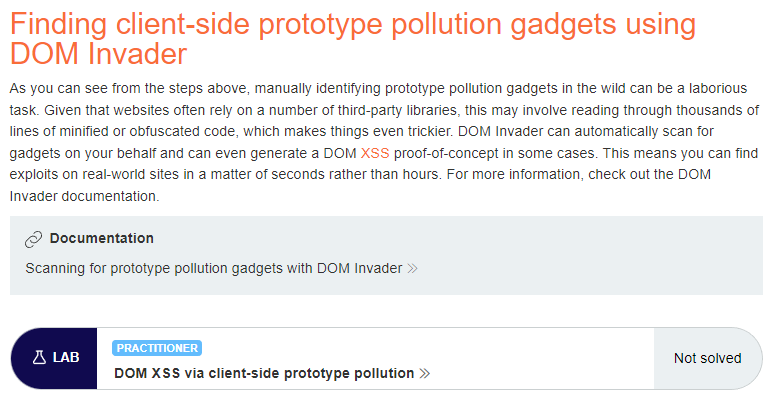 Finding client-side prototype pollution gadgets using
DOM Invader
As you can see from the steps above, manually identifying prototype pollution gadgets in the wild can be a laborious
task. Given that websites often rely on a number of third-party libraries, this may involve reading through thousands of
lines of minified or obfuscated code, which makes things even trickier. DOM Invader can automatically scan for
gadgets on your behalf and can even generate a DOM XSS proof-of-concept in some cases. This means you can find
exploits on real-world sites in a matter of seconds rather than hours. For more information, check out the DOM
Invader documentation.
Documentation
Scanning for prototype pollution gadgets with DOM Invader
LAB
PRACTITIONER
DOM XSS via client-side prototype pollution
Not solved